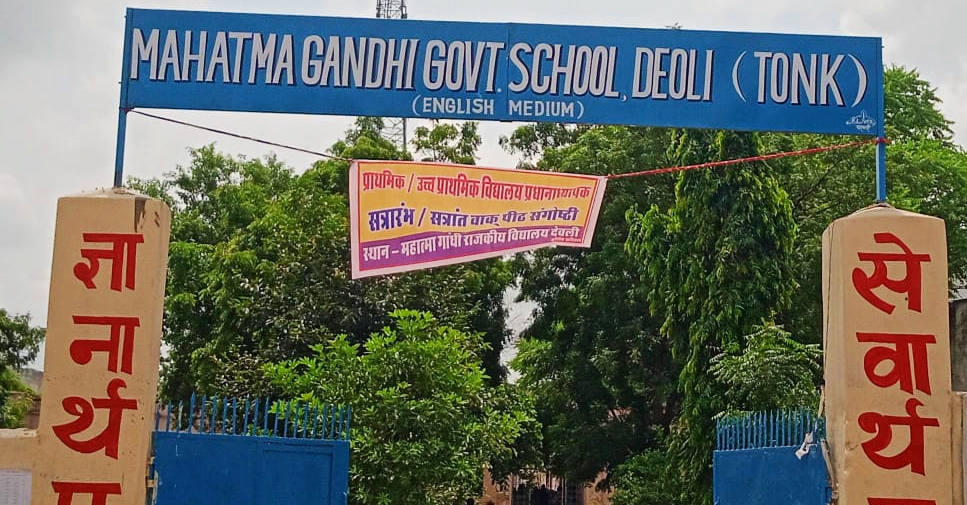 MAHATMA GANDHI GOVT. SCHOOL, DEOLI (TONK)
(ENGLISH MEDIUM)
प्राथमिक / उच्च प्राथमिक विद्यालय प्रधानाध्यापक
सत्रारंभ / सत्रांत वाक् पीठ संगोष्ठी
स्थान - महात्मा गांधी राजकीय विद्यालय देवली
ज्ञा
ना
र्थ
से
वा
र्थ